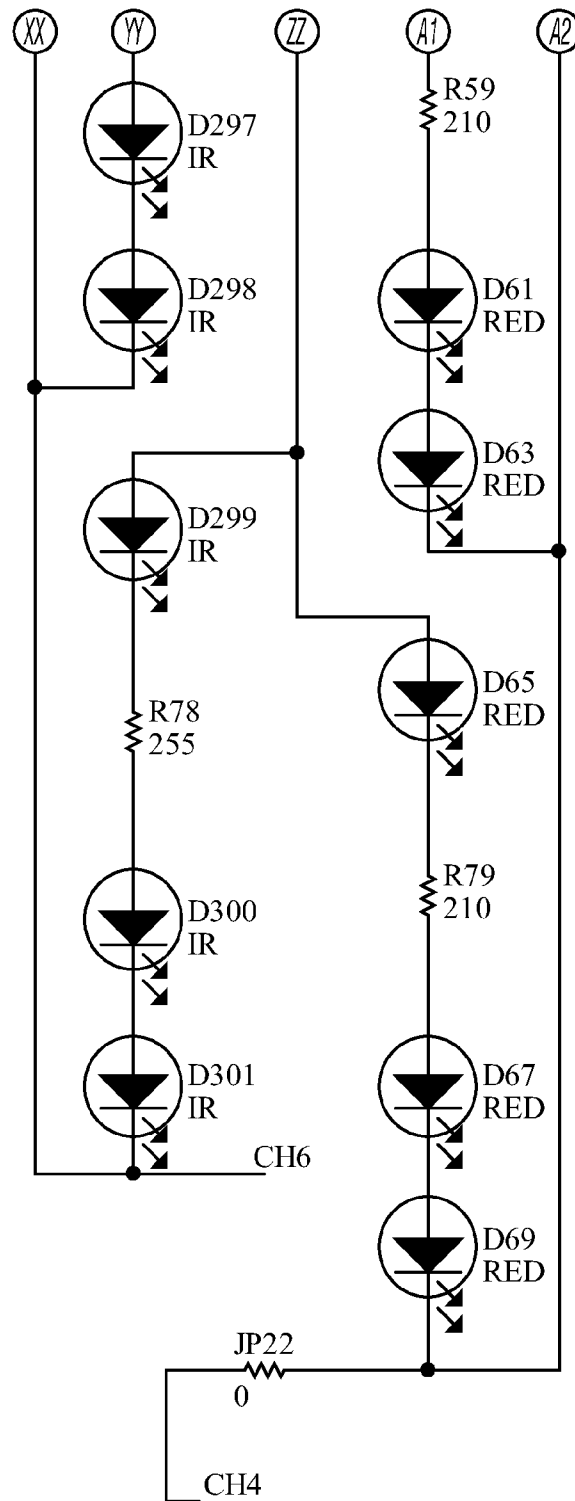 XX YY ZZ A1 A2
R59
210
D297
IR
D298
IR
D61
RED
D63
RED
D299
IR
D65
RED
R78
255
R79
210
D300
IR
D301
IR
D67
RED
CH6
D69
RED
JP22
0
CH4